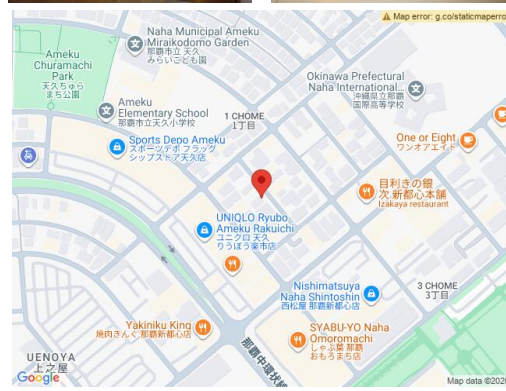 Map error: g.co/staticmaperro
Naha Municipal Ameku
Miraikodomo Garden
那覇市立天久
みらいこども園
Ameku
Churamachi
Park
天久ちゅら
まち公園
Okinawa Prefectural
Naha International...
沖縄県立那覇
国際高等学校
Ameku
Elementary School
那覇市立天久小学校
1 CHOME
1丁目
Sports Depo Ameku
スポーツデポ フラッグ
シップストア天久店
One or Eight
ワンオアエイト
目利きの銀
次 新都心本舗
Izakaya restaurant
UNIQLO Ryubo
Ameku Rakuichi
ユニクロ 天久
りうぼう楽市店
Nishimatsuya
Naha Shintoshin
西松屋 那覇新都心店
3 CHOME
3丁目
Yakiniku King
焼肉きんぐ 那覇新都心店
SYABU-YO Naha
Omoromachi
しゃぶ葉 那覇
おもろまち店
那覇中環状線
UENOYA
上之屋
Google
Map data ©2025